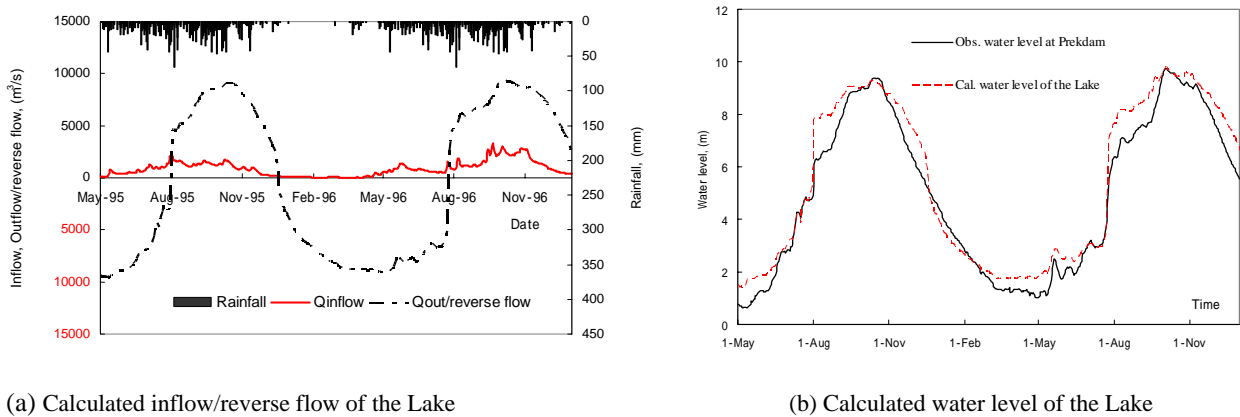 15000
10000
5000
0
5000
10000
15000
Inflow, Outflow/reverse flow, (m³/s)
May-95
Aug-95
Nov-95
Feb-96
May-96
Aug-96
Nov-96
Date
0
50
100
150
200
250
300
350
400
450
Rainfall, (mm)
Rainfall
Qinflow
Qout/reverse flow
(a) Calculated inflow/reverse flow of the Lake
12
10
8
6
4
2
0
Water level, (m)
Obs. water level at Prekdam
Cal. water level of the Lake
Time
1-May
1-Aug
1-Nov
1-Feb
1-May
1-Aug
1-Nov
(b) Calculated water level of the Lake